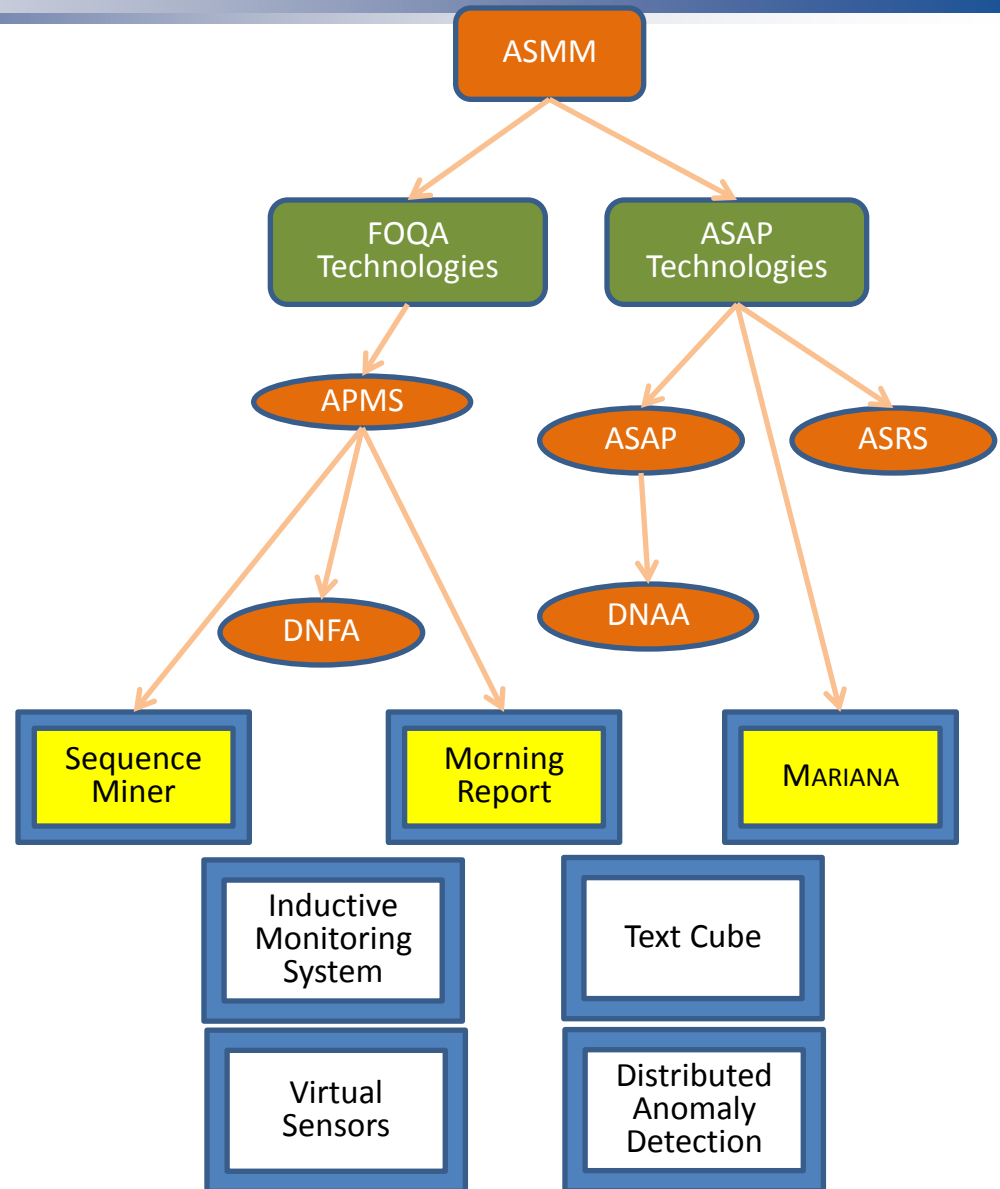 ASMM
FOQA
Technologies
ASAP
Technologies
APMS
ASAP
ASRS
DNFA
DNAA
Sequence
Miner
Morning
Report
MARIANA
Inductive
Monitoring
System
Text Cube
Virtual
Sensors
Distributed
Anomaly
Detection